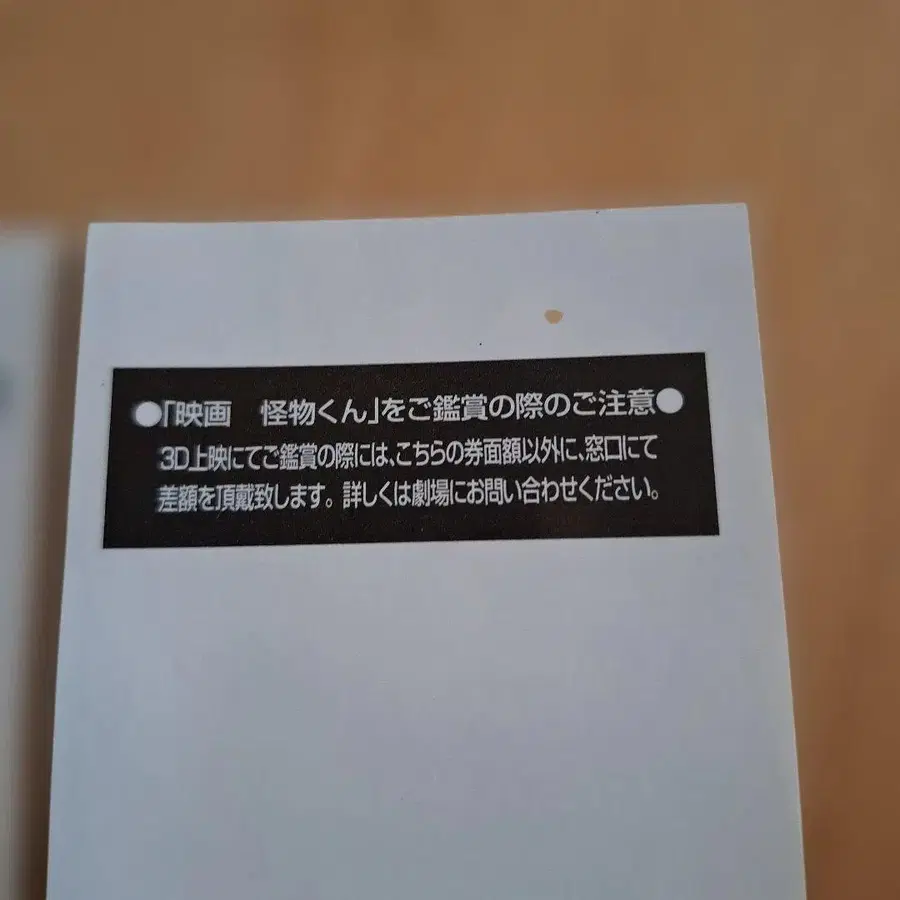 ●「映画　怪物くん」をご鑑賞の際のご注意●
3D上映にてご鑑賞の際には、こちらの券面額以外に、窓口にて
差額を頂戴致します。詳しくは劇場にお問い合わせください。